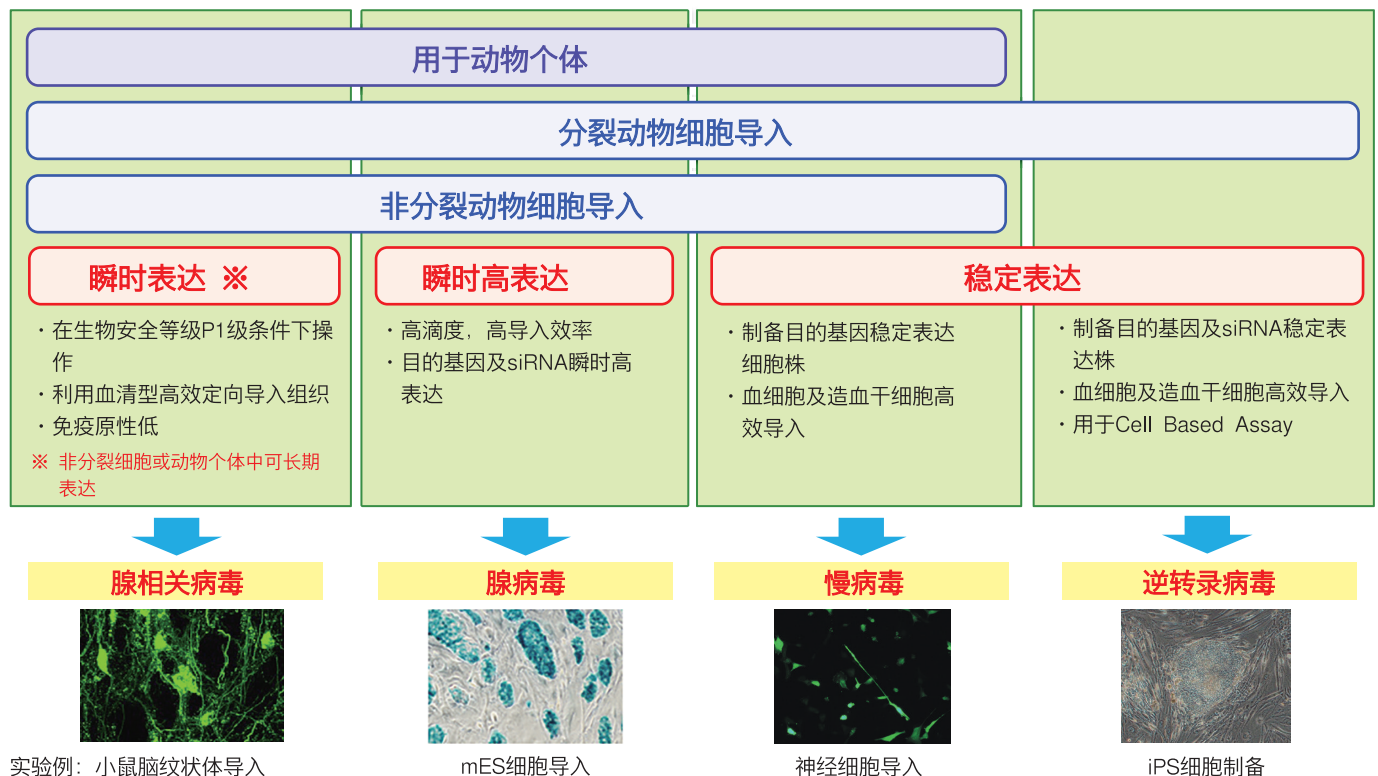 用于动物个体
分裂动物细胞导入
非分裂动物细胞导入
瞬时表达 ※
瞬时高表达
稳定表达
・在生物安全等级P1级条件下操
作
・利用血清型高效定向导入组织
・免疫原性低
※ 非分裂细胞或动物个体中可长期
表达
・高滴度，高导入效率
・目的基因及siRNA瞬时高
表达
・制备目的基因稳定表达
细胞株
・血细胞及造血干细胞高
效导入
・制备目的基因及siRNA稳定表
达株
・血细胞及造血干细胞高效导入
・用于Cell Based Assay
腺相关病毒
腺病毒
慢病毒
逆转录病毒
实验例：小鼠脑纹状体导入
mES细胞导入
神经细胞导入
iPS细胞制备